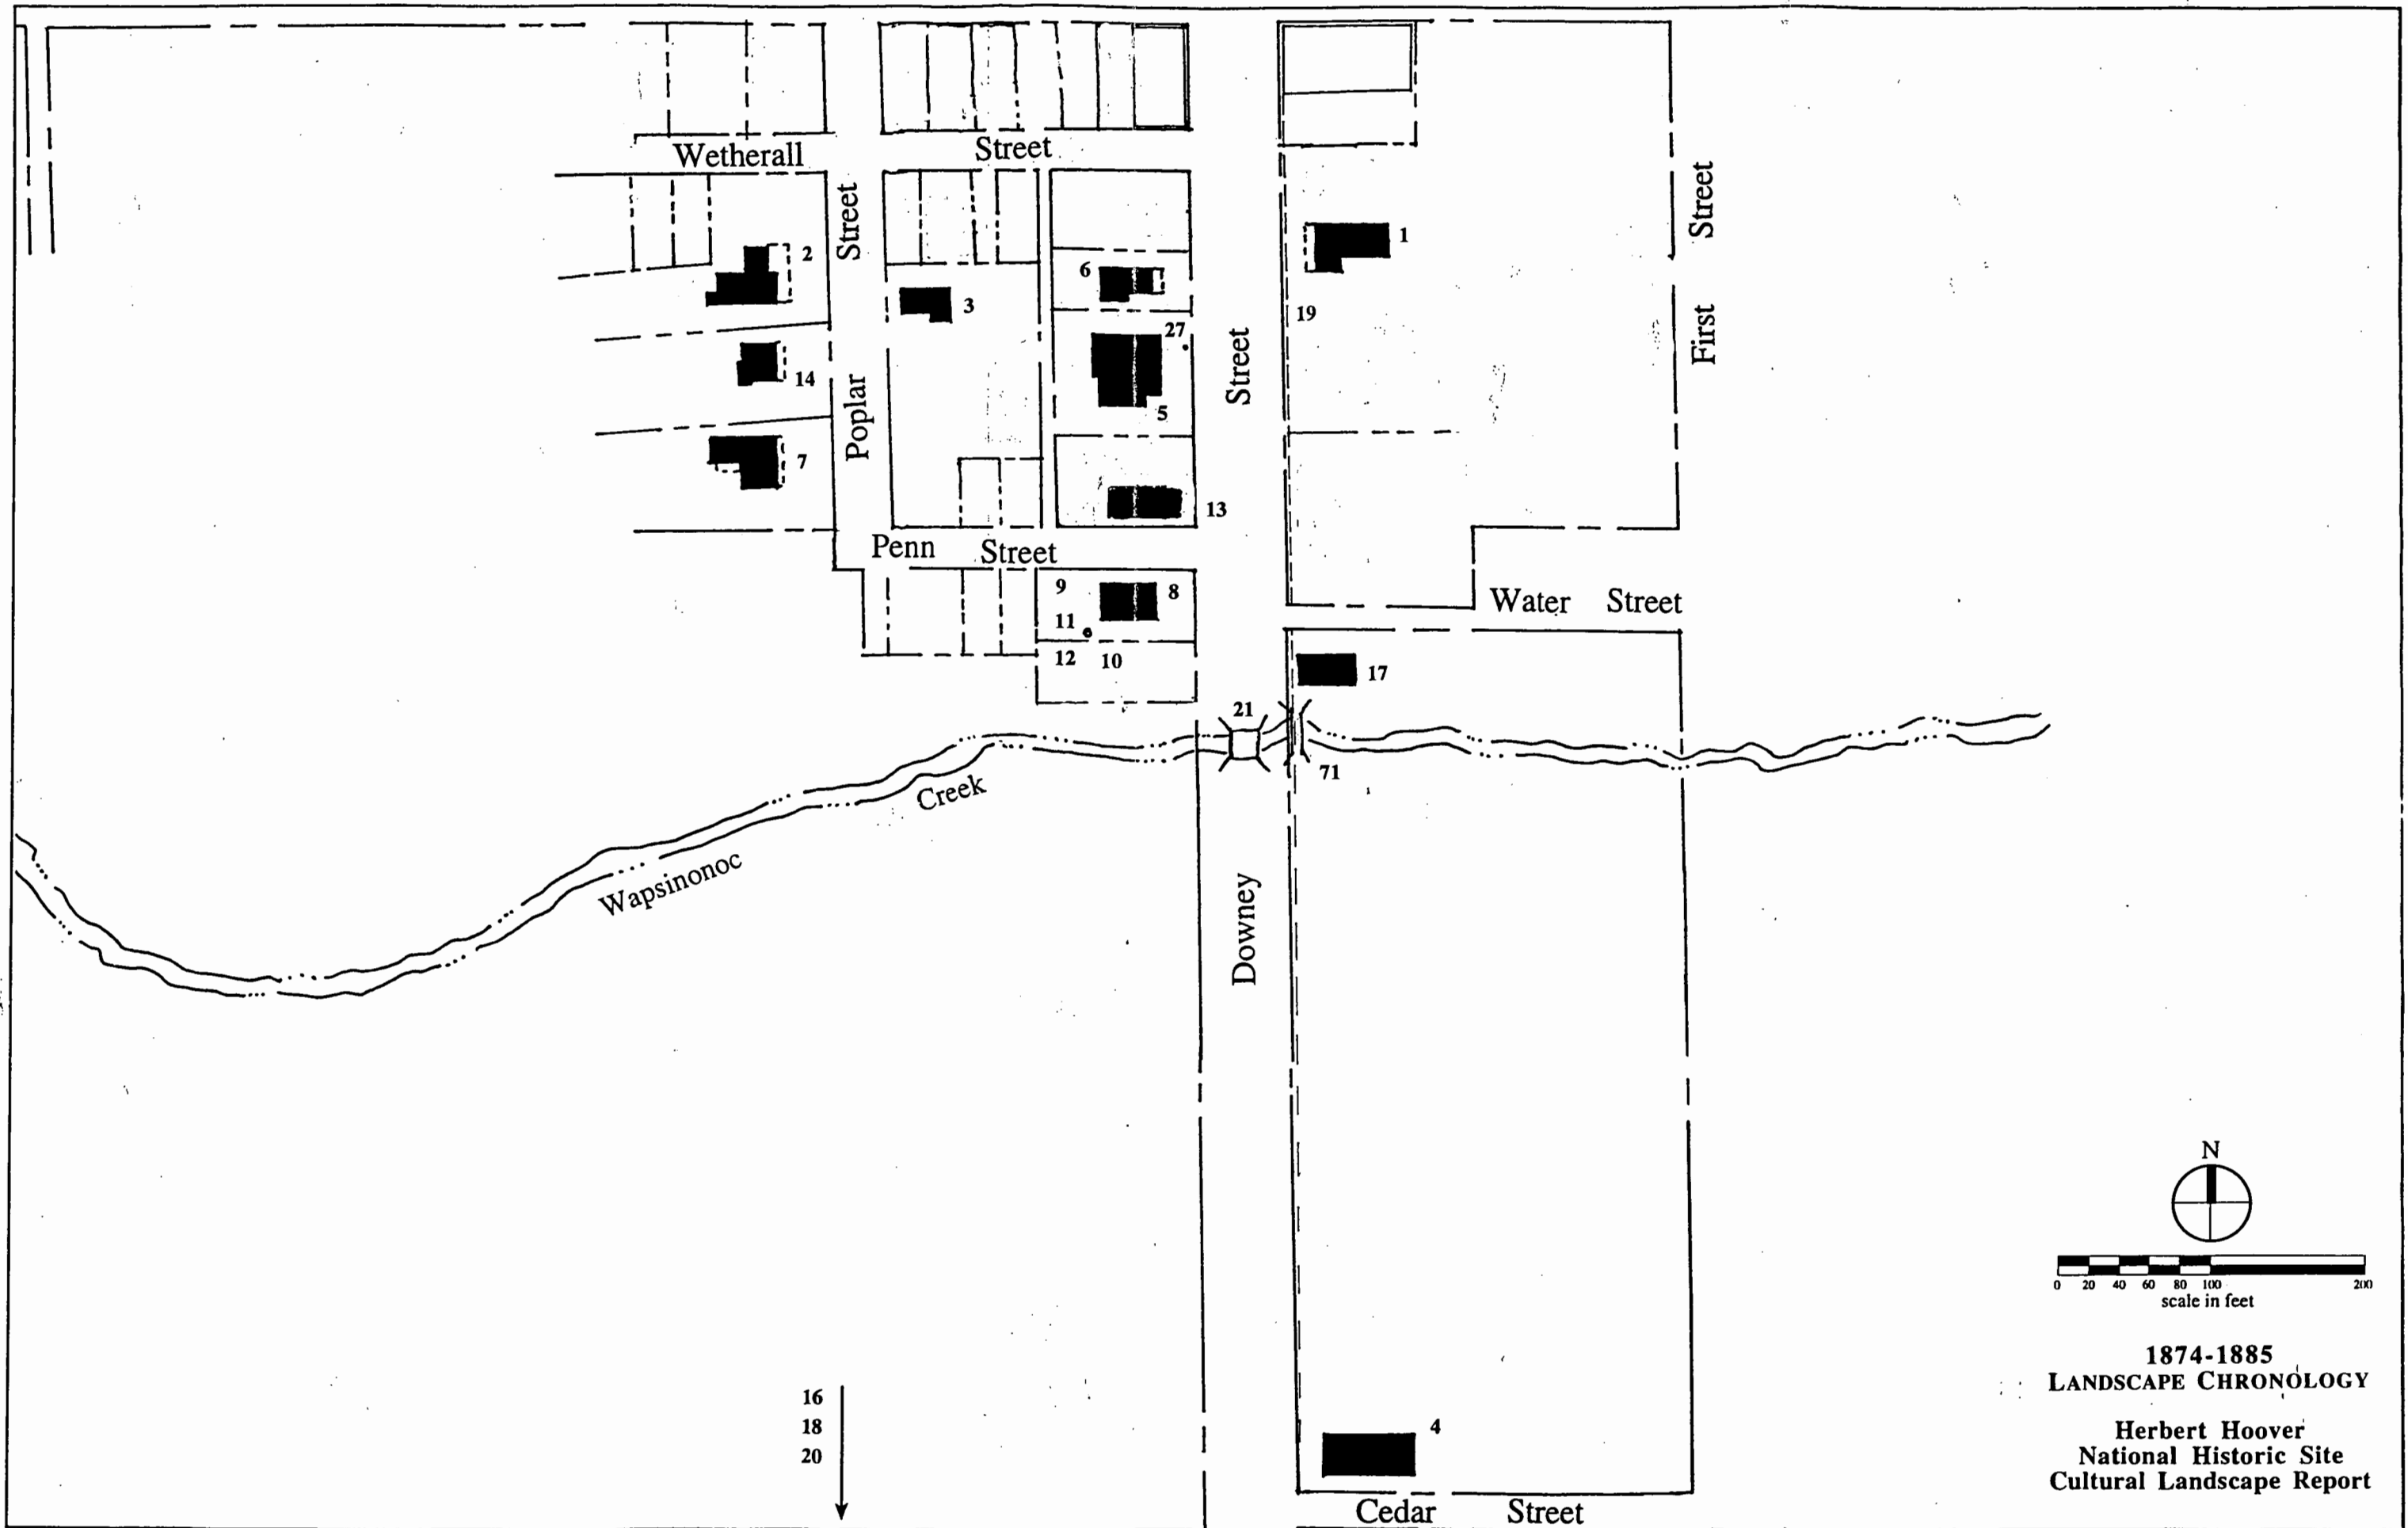 Wetherall Street
Street
First Street
2
1
6
3
19
27
14
Street
5
Poplar
7
13
Penn Street
9
8
11
Water Street
12 10
17
21
71
Creek
Wapsinonoc
Downey
N
0 20 40 60 80 100 200
scale in feet
1874-1885
LANDSCAPE CHRONOLOGY
16
18
20
4
Herbert Hoover
National Historic Site
Cultural Landscape Report
Cedar Street